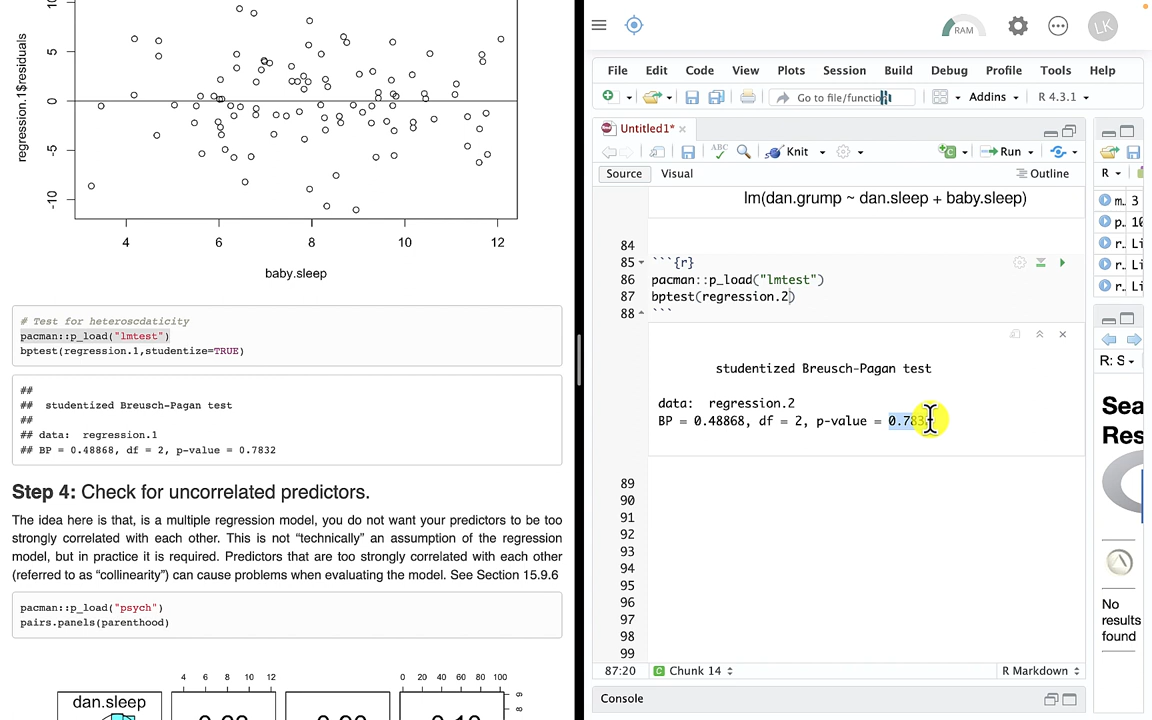 10
5
0
-5
-10
regression.1$residuals
4 6 8 10 12
baby.sleep
# Test for heteroscdaticity
pacman::p_load("lmtest")
bptest(regression.1,studentize=TRUE)
##
## studentized Breusch-Pagan test
##
## data: regression.1
## BP = 0.48868, df = 2, p-value = 0.7832
Step 4: Check for uncorrelated predictors.
The idea here is that, is a multiple regression model, you do not want your predictors to be too
strongly correlated with each other. This is not “technically” an assumption of the regression
model, but in practice it is required. Predictors that are too strongly correlated with each other
(referred to as “collinearity”) can cause problems when evaluating the model. See Section 15.9.6
pacman::p_load("psych")
pairs.panels(parenthood)
4 6 8 10 12
0 20 40 60 80 100
dan.sleep
RAM
LK
File Edit Code View Plots Session Build Debug Profile Tools Help
Go to file/function
Addins
R 4.3.1
Untitled1*
ABC
Knit
Run
Source Visual
Outline
lm(dan.grump ~ dan.sleep + baby.sleep)
84
85 ```{r}
86 pacman::p_load("lmtest")
87 bptest(regression.2)
88 ```
studentized Breusch-Pagan test
data: regression.2
BP = 0.48868, df = 2, p-value = 0.783
89
90
91
92
93
94
95
96
97
98
99
87:20 Chunk 14 R Markdown
Console
R
m. 3
p. 10
r. Li
r. Li
r. Li
R: S
Sea
Res
No
results
found